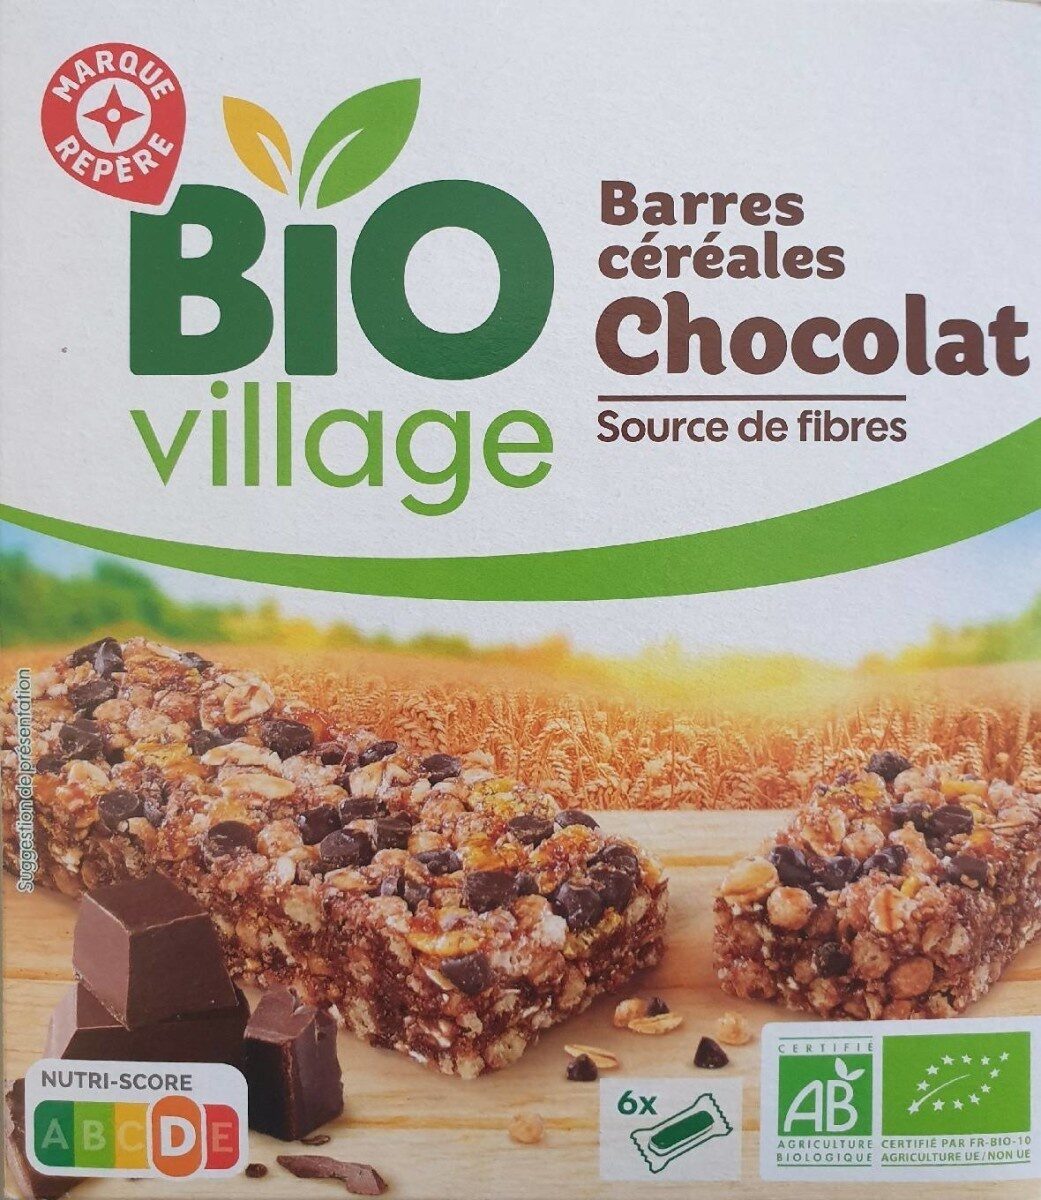 MARQUE
REPÈRE
BiO
village
Barres
céréales
Chocolat
Source de fibres
Suggestion de présentation
NUTRI-SCORE
A B C D E
6x
CERTIFIÉ
AB
AGRICULTURE
BIOLOGIQUE
CERTIFIÉ PAR FR-BIO-10
AGRICULTURE UE/NON UE